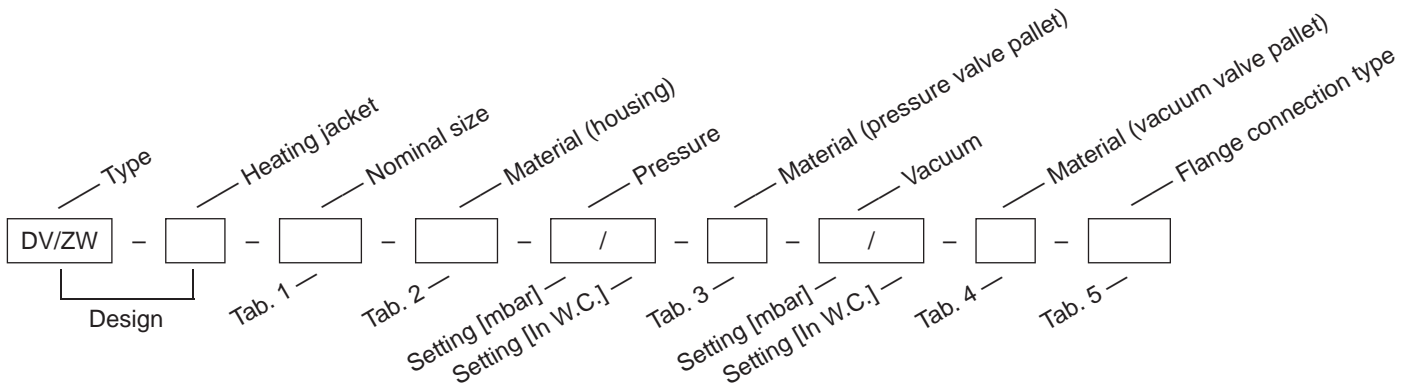 Type
Heating jacket
Nominal size
Material (housing)
Pressure
Material (pressure valve pallet)
Vacuum
Material (vacuum valve pallet)
Flange connection type
DV/ZW – – – – / – – / – –
Design
Tab. 1
Tab. 2
Setting [mbar]
Setting [In W.C.]
Tab. 3
Setting [mbar]
Setting [In W.C.]
Tab. 4
Tab. 5